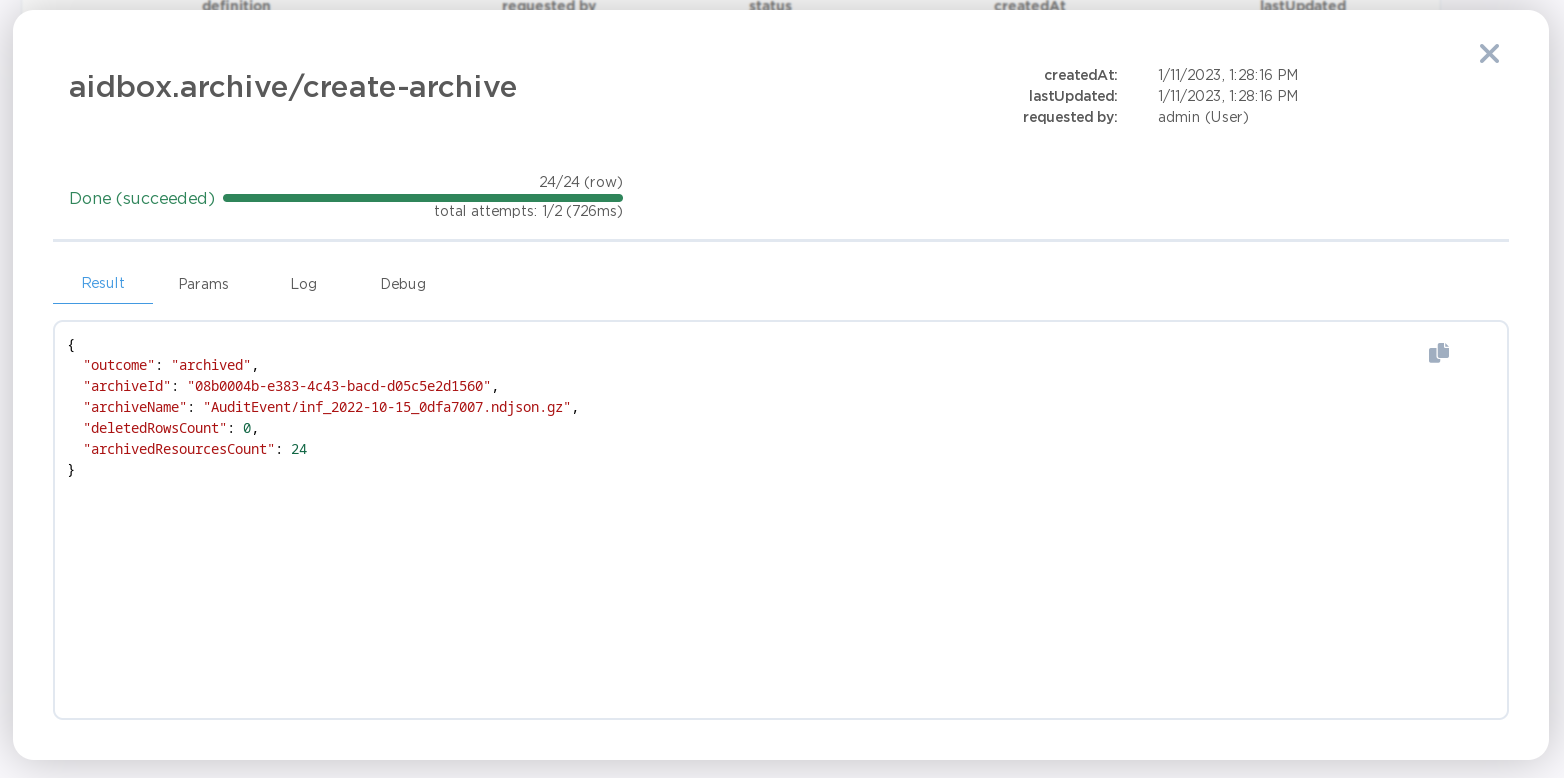 definition requested by status createdAt lastUpdated
aidbox.archive/create-archive
createdAt: 1/11/2023, 1:28:16 PM
lastUpdated: 1/11/2023, 1:28:16 PM
requested by: admin (User)
24/24 (row)
Done (succeeded)
total attempts: 1/2 (726ms)
Result Params Log Debug
{
  "outcome": "archived",
  "archiveId": "08b0004b-e383-4c43-bacd-d05c5e2d1560",
  "archiveName": "AuditEvent/inf_2022-10-15_0dfa7007.ndjson.gz",
  "deletedRowsCount": 0,
  "archivedResourcesCount": 24
}